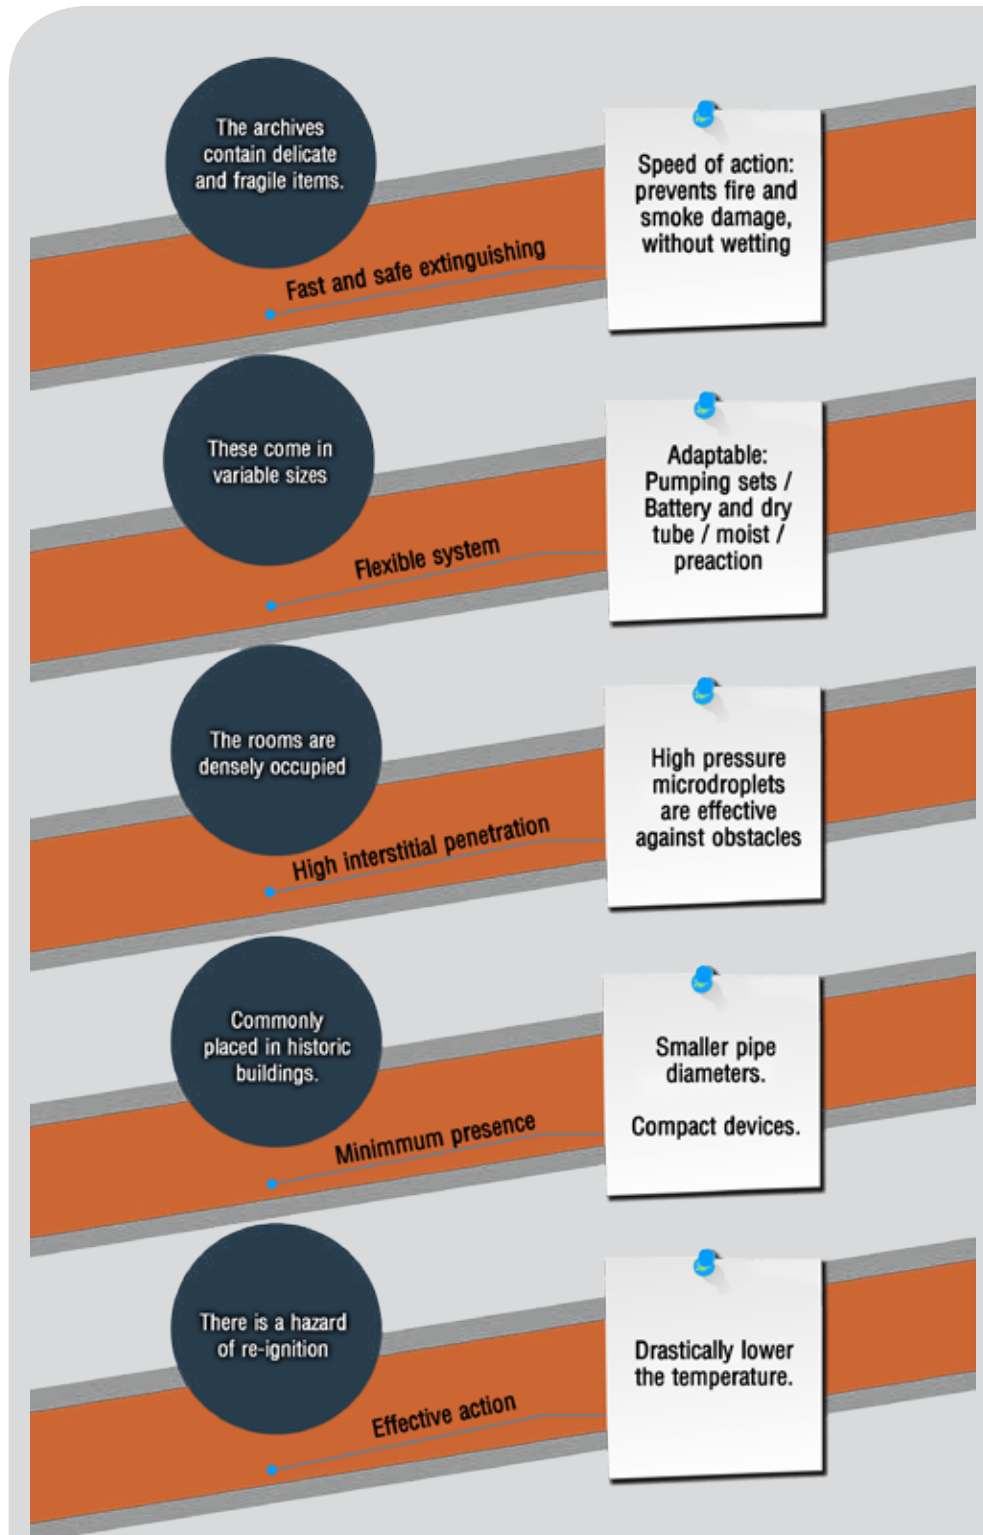 The archives
contain delicate
and fragile items.
Fast and safe extinguishing
Speed of action:
prevents fire and
smoke damage,
without wetting
These come in
variable sizes
Flexible system
Adaptable:
Pumping sets /
Battery and dry
tube / moist /
preaction
The rooms are
densely occupied
High interstitial penetration
High pressure
microdroplets
are effective
against obstacles
Commonly
placed in historic
buildings.
Minimmum presence
Smaller pipe
diameters.
Compact devices.
There is a hazard
of re-ignition
Effective action
Drastically lower
the temperature.